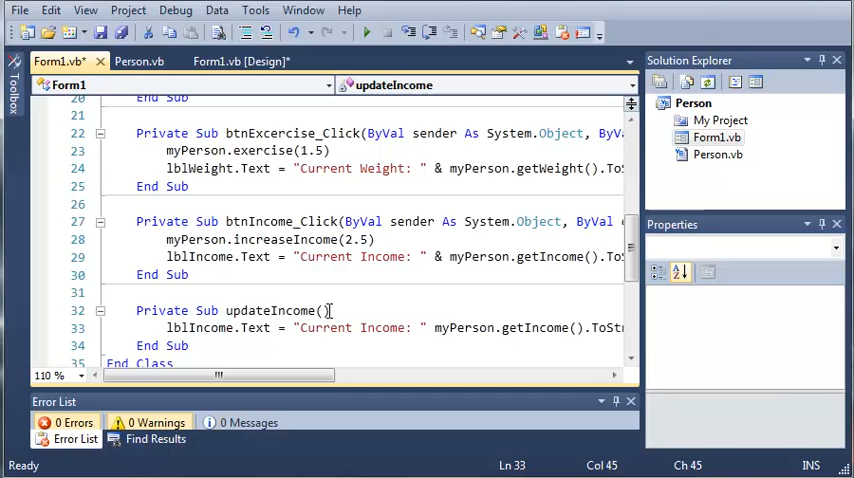 File Edit View Project Debug Data Tools Window Help
Form1.vb* Person.vb Form1.vb [Design]*
Form1 updateIncome
20 End Sub
21
22 Private Sub btnExcercise_Click(ByVal sender As System.Object, ByV
23 myPerson.exercise(1.5)
24 lblWeight.Text = "Current Weight: " & myPerson.getWeight().To
25 End Sub
26
27 Private Sub btnIncome_Click(ByVal sender As System.Object, ByVal
28 myPerson.increaseIncome(2.5)
29 lblIncome.Text = "Current Income: " & myPerson.getIncome().To
30 End Sub
31
32 Private Sub updateIncome()
33 lblIncome.Text = "Current Income: " myPerson.getIncome().ToStr
34 End Sub
35 End Class
110 %
Toolbox
Solution Explorer
Person
My Project
Form1.vb
Person.vb
Properties
Error List
0 Errors 0 Warnings 0 Messages
Error List Find Results
Ready Ln 33 Col 45 Ch 45 INS